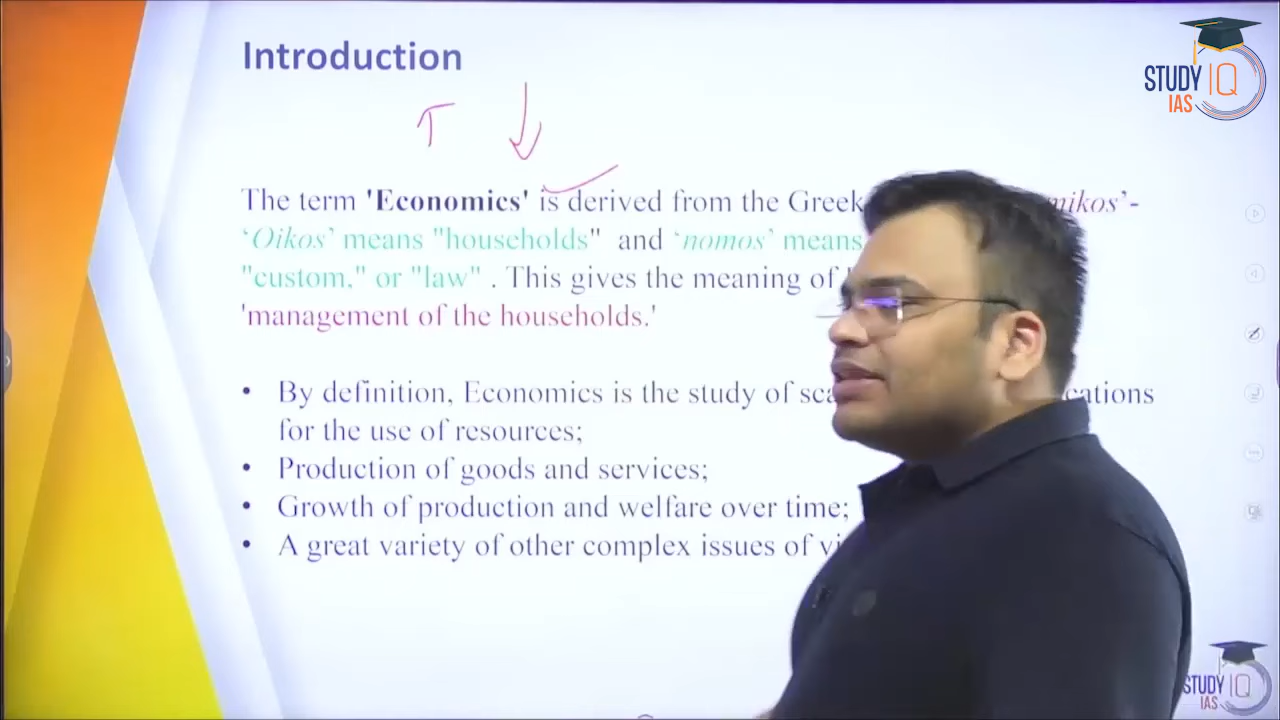 Introduction
STUDY IQ
IAS
T
The term 'Economics' is derived from the Greek mikos'-
'Oikos' means "households" and 'nomos' means
"custom," or "law" . This gives the meaning of
'management of the households.'
• By definition, Economics is the study of cations
for the use of resources;
• Production of goods and services;
• Growth of production and welfare over time;
• A great variety of other complex issues of
STUDY IQ
IAS